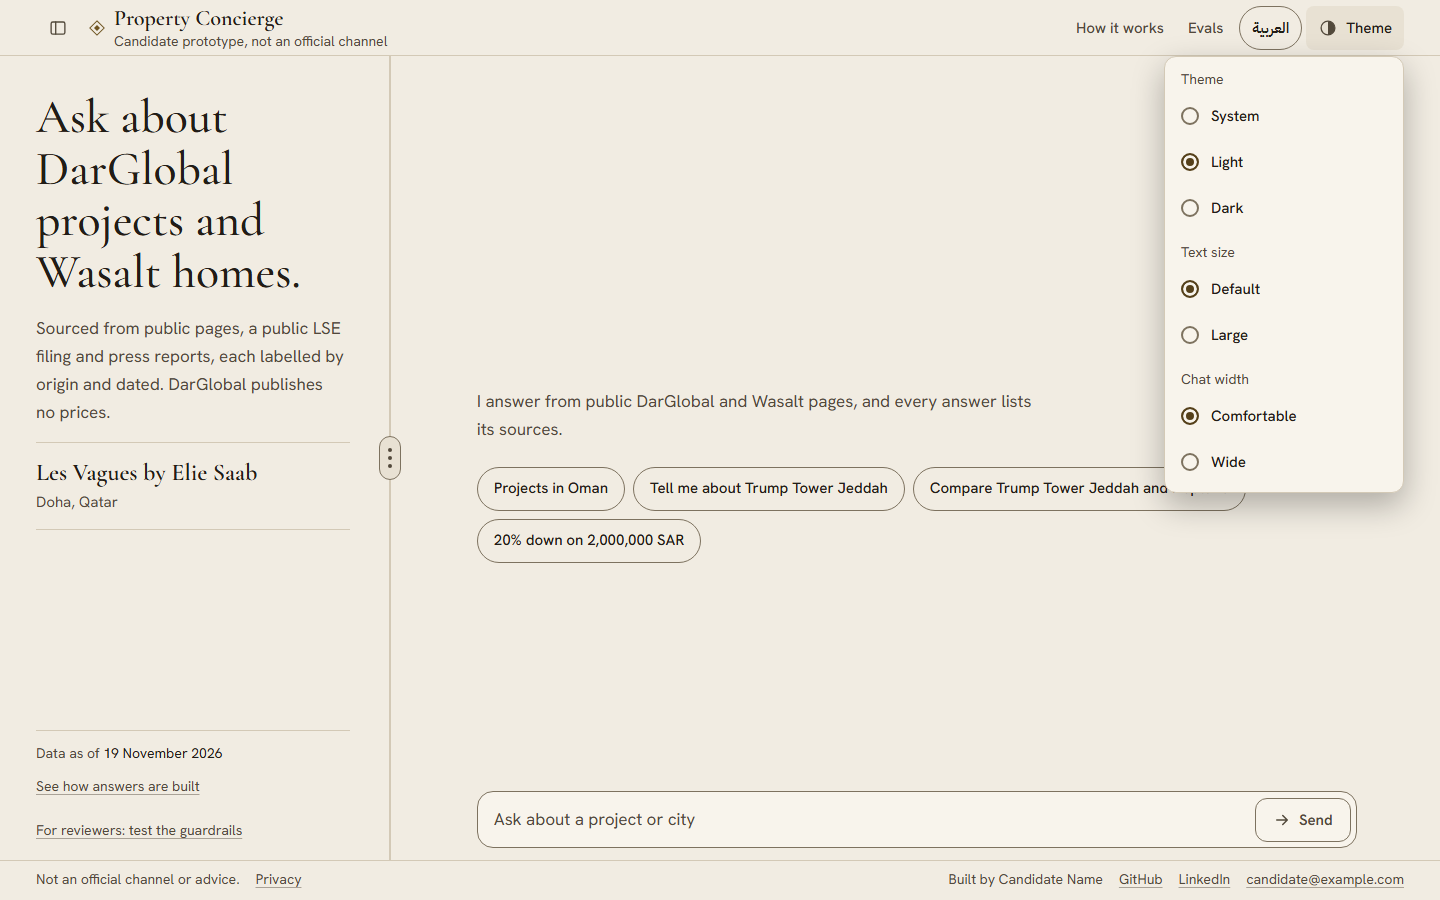 Property Concierge
Candidate prototype, not an official channel
How it works
Evals
العربية
Theme
Ask about
DarGlobal
projects and
Wasalt homes.
Sourced from public pages, a public LSE
filing and press reports, each labelled by
origin and dated. DarGlobal publishes
no prices.
Les Vagues by Elie Saab
Doha, Qatar
Data as of 19 November 2026
See how answers are built
For reviewers: test the guardrails
I answer from public DarGlobal and Wasalt pages, and every answer lists
its sources.
Projects in Oman
Tell me about Trump Tower Jeddah
Compare Trump Tower Jeddah and
20% down on 2,000,000 SAR
Ask about a project or city
Send
Theme
System
Light
Dark
Text size
Default
Large
Chat width
Comfortable
Wide
Not an official channel or advice.
Privacy
Built by Candidate Name
GitHub
LinkedIn
candidate@example.com